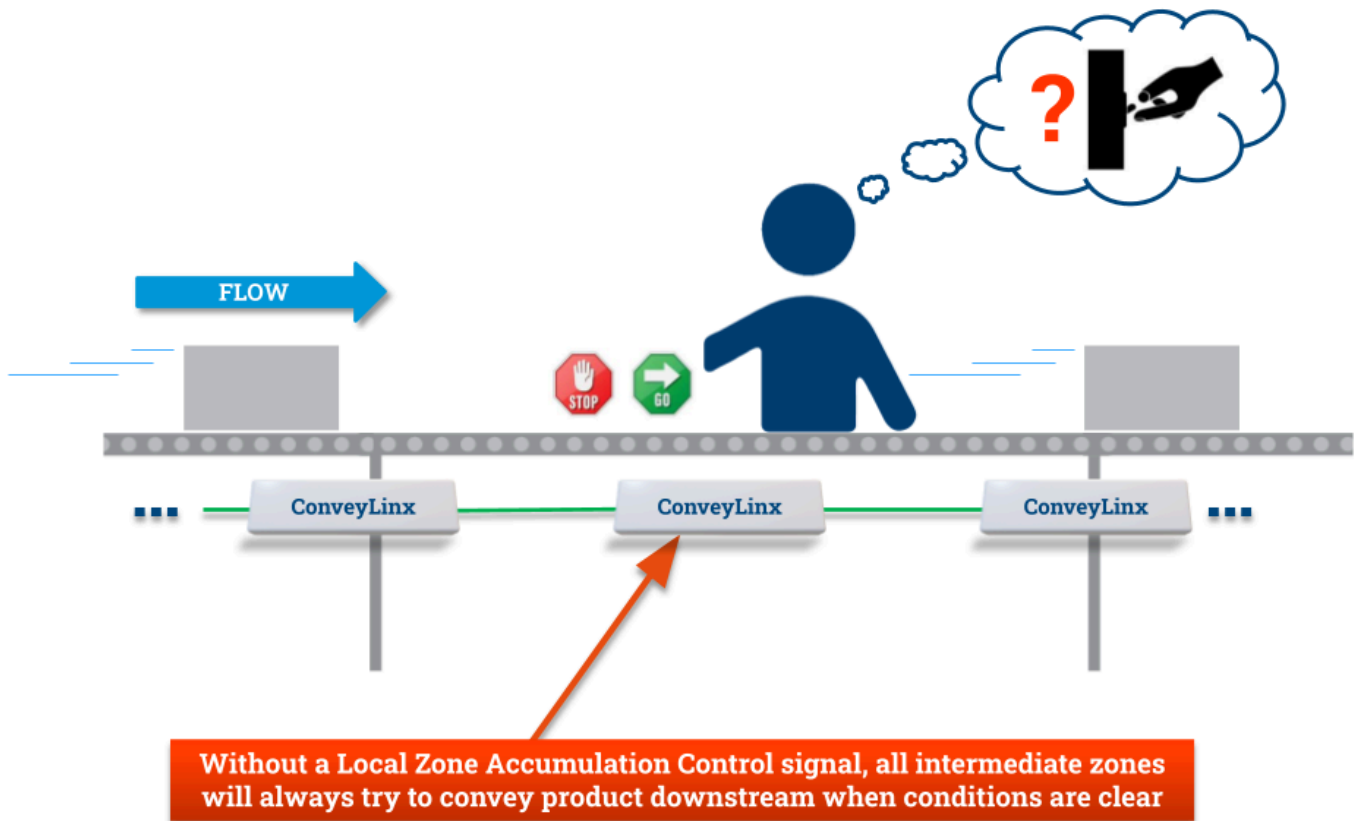 ?
FLOW
STOP
GO
ConveyLinx
ConveyLinx
ConveyLinx
Without a Local Zone Accumulation Control signal, all intermediate zones
will always try to convey product downstream when conditions are clear